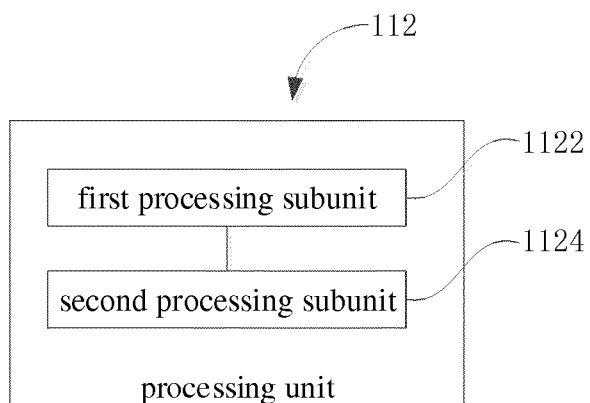 112
1122
first processing subunit
1124
second processing subunit
processing unit